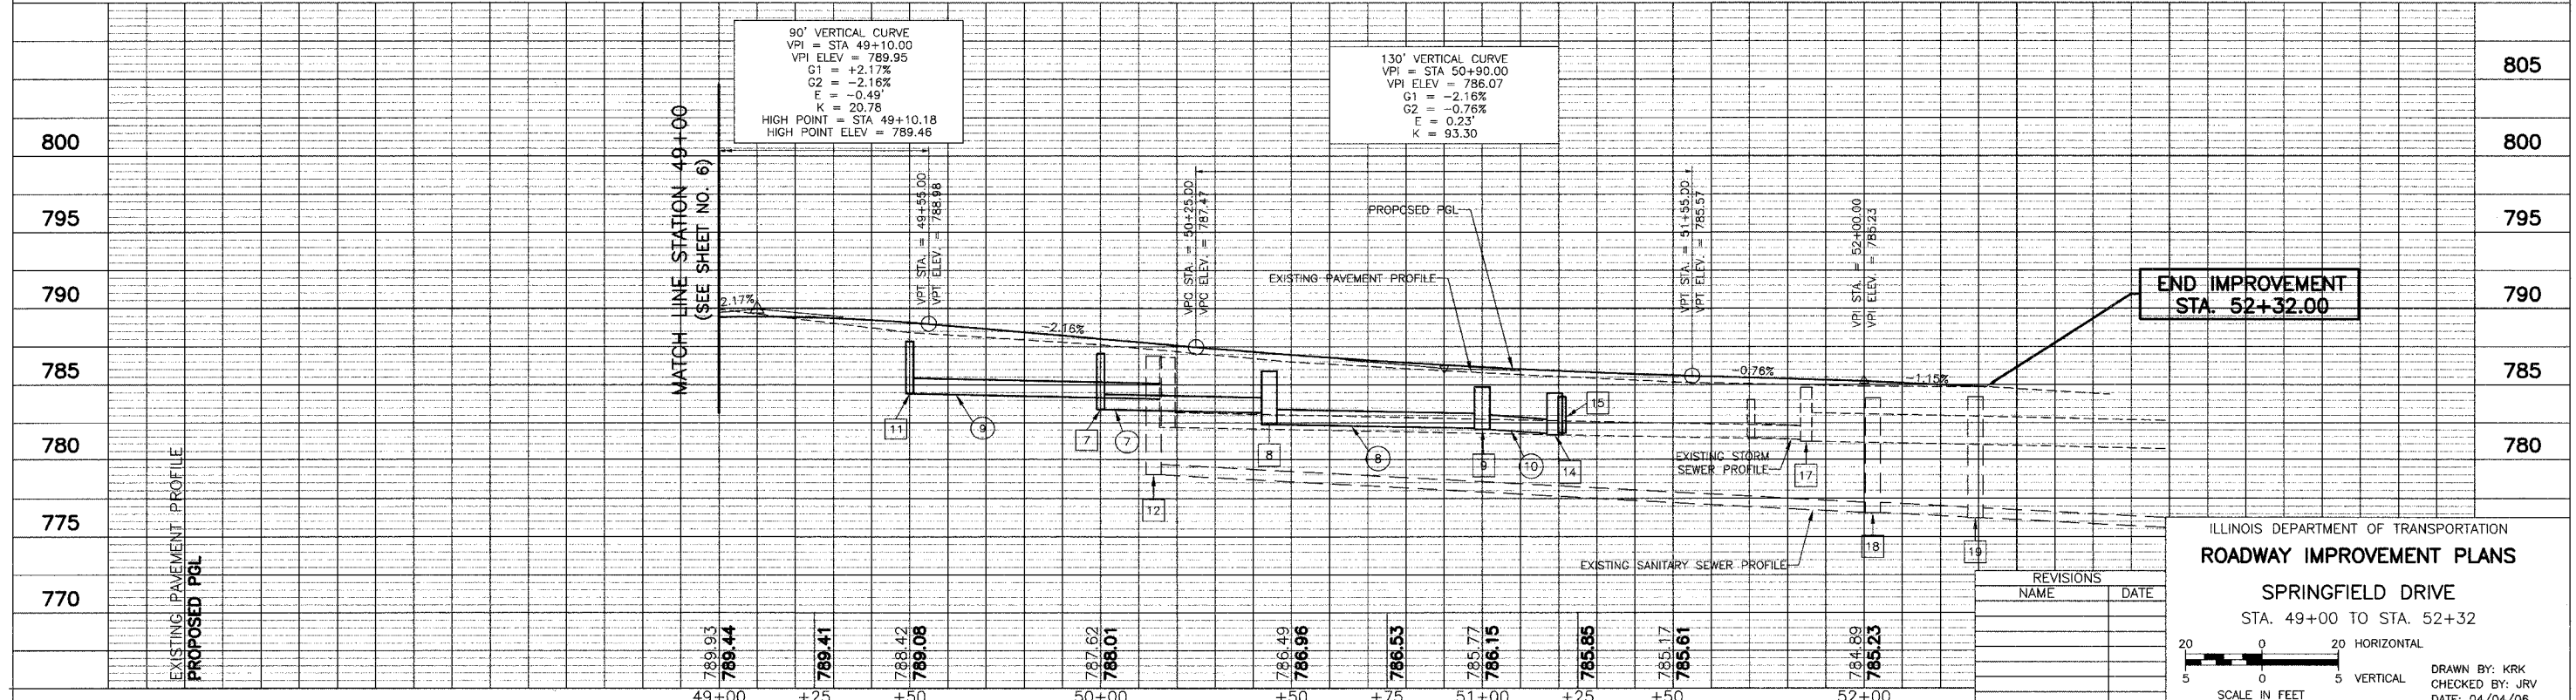 90' VERTICAL CURVE
VPI = STA 49+10.00
VPI ELEV = 789.95
G1 = +2.17%
G2 = -2.16%
E = -0.49'
K = 20.78
HIGH POINT = STA 49+10.18
HIGH POINT ELEV = 789.46
130' VERTICAL CURVE
VPI = STA 50+90.00
VPI ELEV = 786.07
G1 = -2.16%
G2 = -0.76%
E = 0.23'
K = 93.30
805
800
800
795
795
790
790
785
785
780
780
775
770
MATCH LINE STATION 49+00
(SEE SHEET NO. 6)
VPT STA. = 49+55.00
VPT ELEV. = 788.98
VPC STA. = 50+25.00
VPC ELEV. = 787.47
PROPOSED PGL
EXISTING PAVEMENT PROFILE
VPT STA. = 51+55.00
VPT ELEV. = 785.57
VPI STA. = 52+00.00
VPI ELEV. = 785.23
END IMPROVEMENT
STA. 52+32.00
2.17%
-2.16%
-0.76%
-1.15%
11
9
7
7
12
8
8
9
10
14
15
EXISTING STORM
SEWER PROFILE
17
18
19
EXISTING SANITARY SEWER PROFILE
EXISTING PAVEMENT PROFILE
PROPOSED PGL
789.93
789.44
789.41
788.42
789.08
787.62
788.01
786.49
786.96
786.53
785.77
786.15
785.85
785.17
785.61
784.89
785.23
49+00
+25
+50
50+00
+50
+75
51+00
+25
+50
52+00
REVISIONS
NAME
DATE
ILLINOIS DEPARTMENT OF TRANSPORTATION
ROADWAY IMPROVEMENT PLANS
SPRINGFIELD DRIVE
STA. 49+00 TO STA. 52+32
20 0 20 HORIZONTAL
5 0 5 VERTICAL
SCALE IN FEET
DRAWN BY: KRK
CHECKED BY: JRV
DATE: 04/04/06